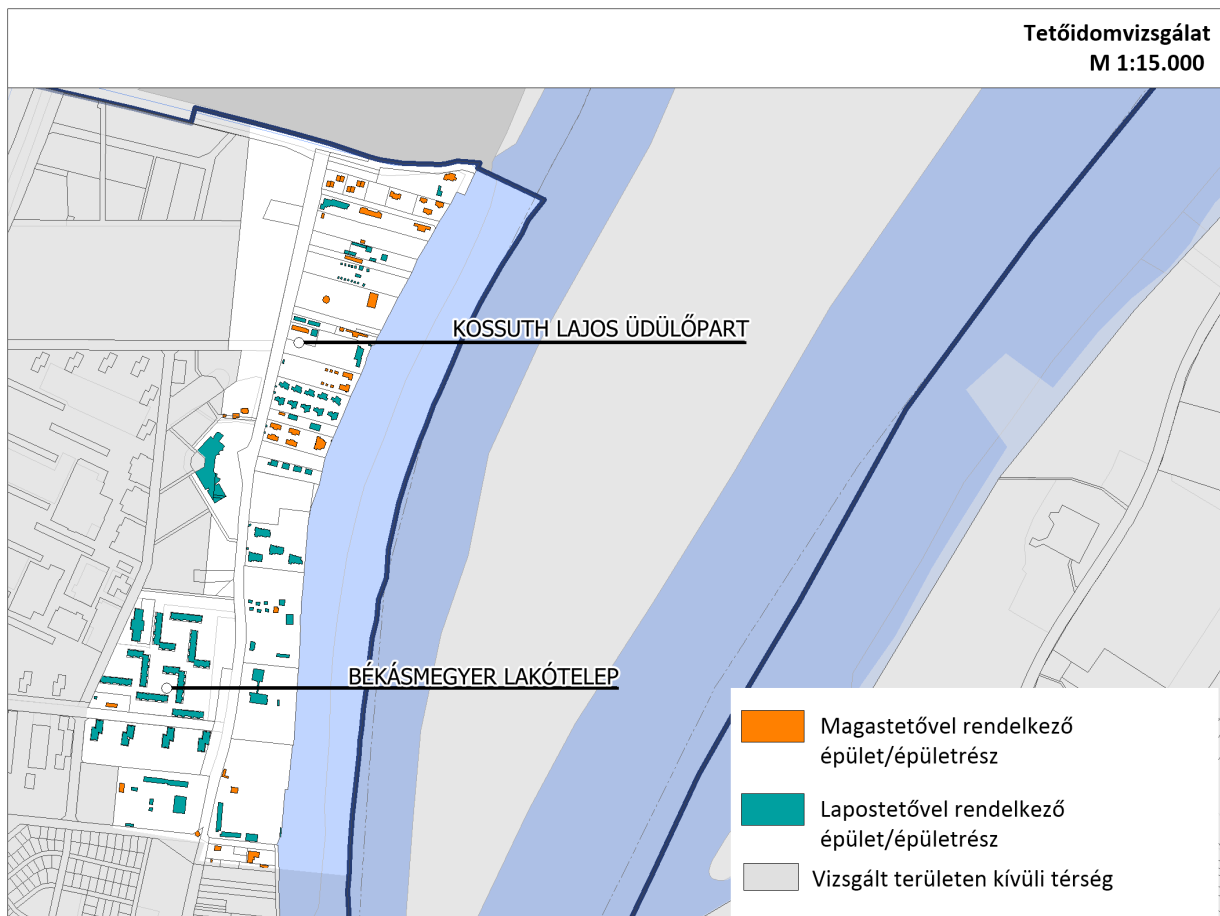 Tetőidomvizsgálat
M 1:15.000
KOSSUTH LAJOS ÜDÜLŐPART
BÉKÁSMEGYER LAKÓTELEP
Magastetővel rendelkező
épület/épületrész
Lapostetővel rendelkező
épület/épületrész
Vizsgált területen kívüli térség